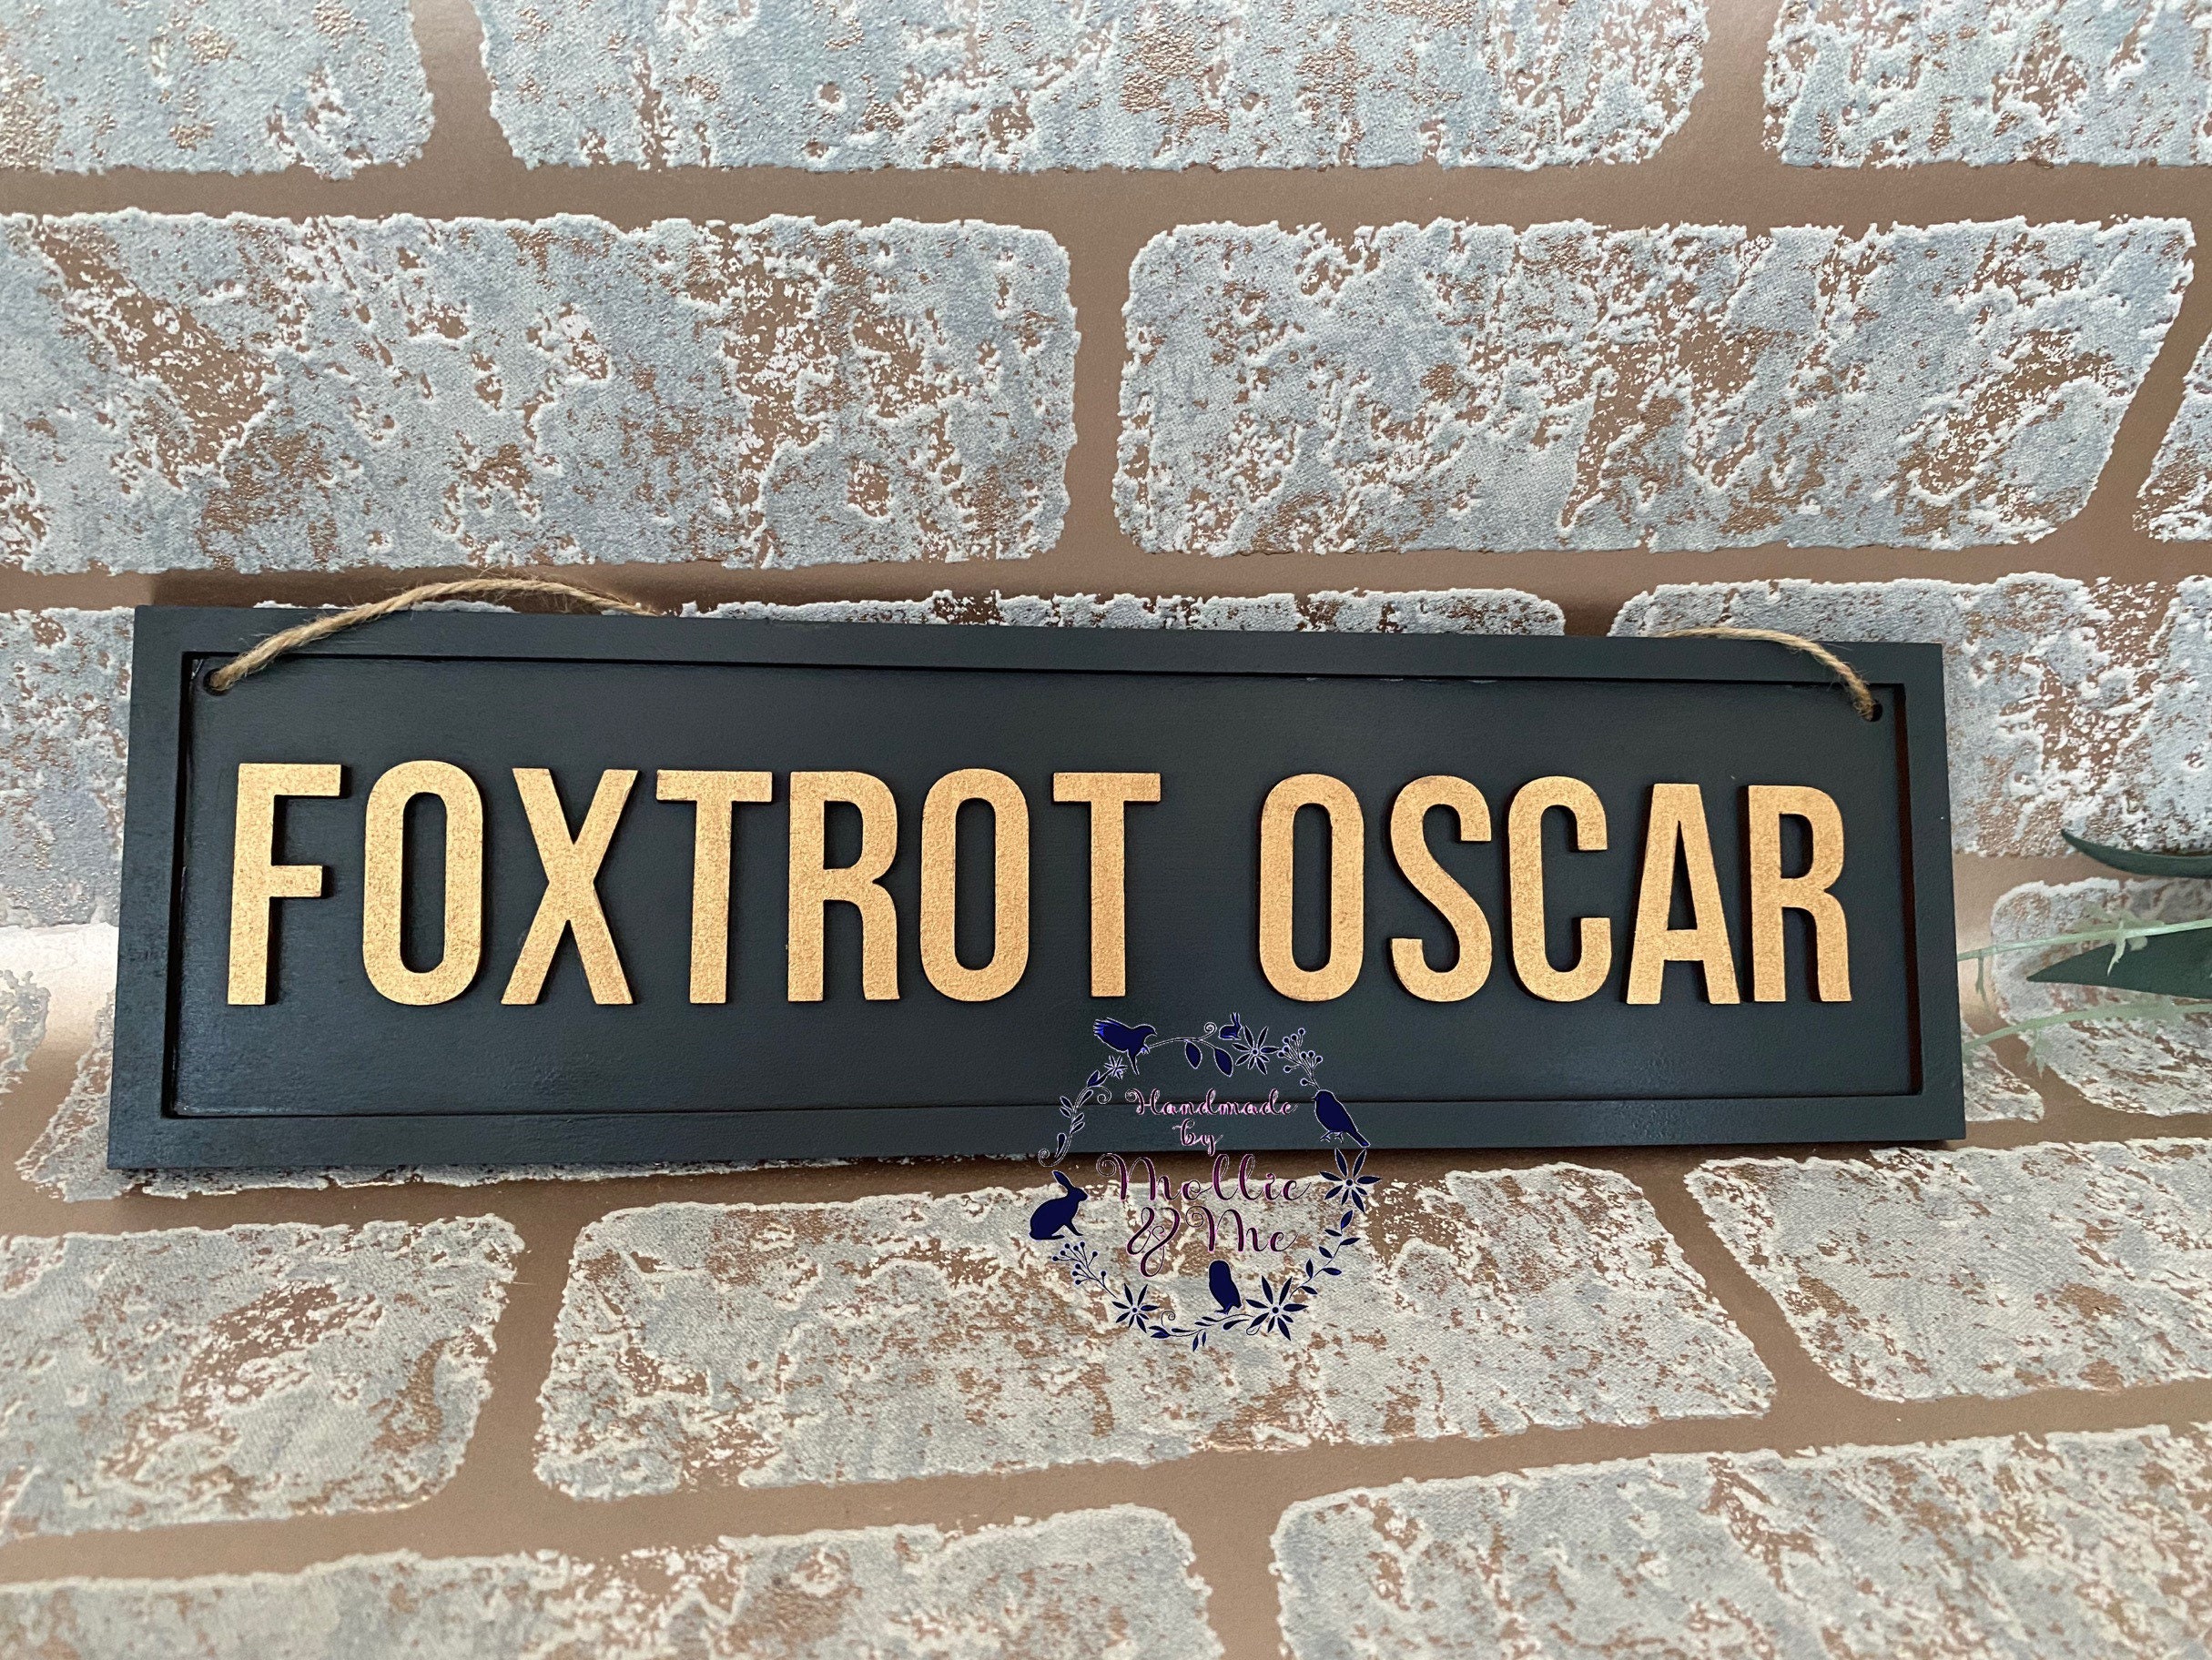 FOXTROT OSCAR
Handmade
by
Mollie
& Me